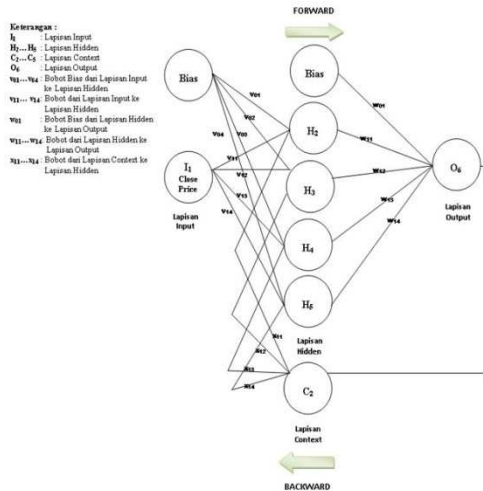 Keterangan :
I₁ : Lapisan Input
H₂...H₅ : Lapisan Hidden
C₂...C₅ : Lapisan Context
O₆ : Lapisan Output
v₀₁...v₀₄ : Bobot Bias dari Lapisan Input
ke Lapisan Hidden
v₁₁... v₁₄ : Bobot dari Lapisan Input ke
Lapisan Hidden
w₀₁ : Bobot Bias dari Lapisan Hidden
ke Lapisan Output
w₁₁...w₁₄ : Bobot dari Lapisan Hidden ke
Lapisan Output
x₁₁...x₁₄ : Bobot dari Lapisan Context ke
Lapisan Hidden
FORWARD
Bias
Bias
v₀₁
v₀₂
v₀₃
v₀₄
w₀₁
H₂
w₁₁
v₁₁
I₁
Close
Price
v₁₂
H₃
w₁₂
O₆
v₁₃
w₁₃
v₁₄
w₁₄
Lapisan
Input
Lapisan
Output
H₄
H₅
x₁₁
x₁₂
x₁₃
x₁₄
Lapisan
Hidden
C₂
Lapisan
Context
BACKWARD